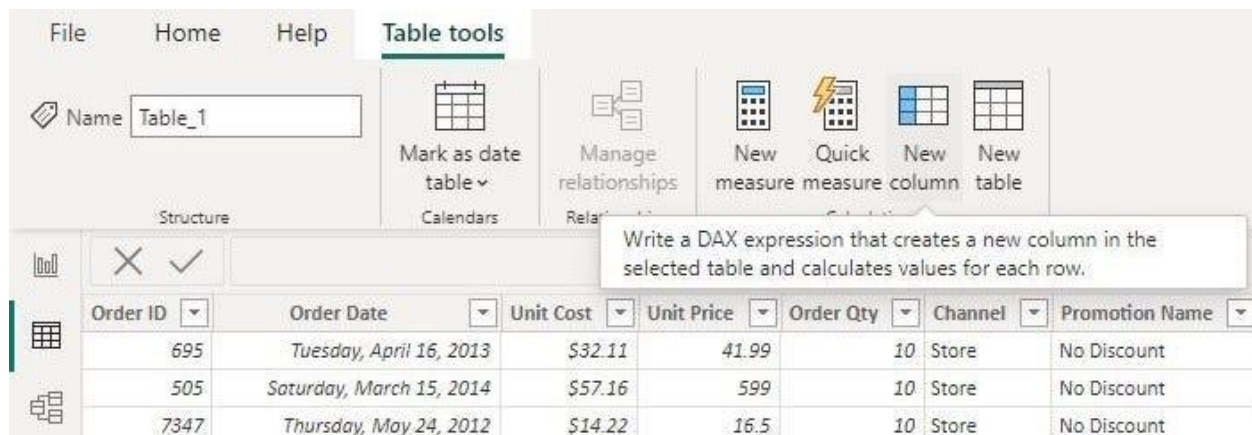 File Home Help Table tools
Name Table_1
Mark as date
table
Manage
relationships
New
measure
Quick
measure
New
column
New
table
Structure
Calendars
Write a DAX expression that creates a new column in the
selected table and calculates values for each row.
Order ID Order Date Unit Cost Unit Price Order Qty Channel Promotion Name
695 Tuesday, April 16, 2013 $32.11 41.99 10 Store No Discount
505 Saturday, March 15, 2014 $57.16 599 10 Store No Discount
7347 Thursday, May 24, 2012 $14.22 16.5 10 Store No Discount